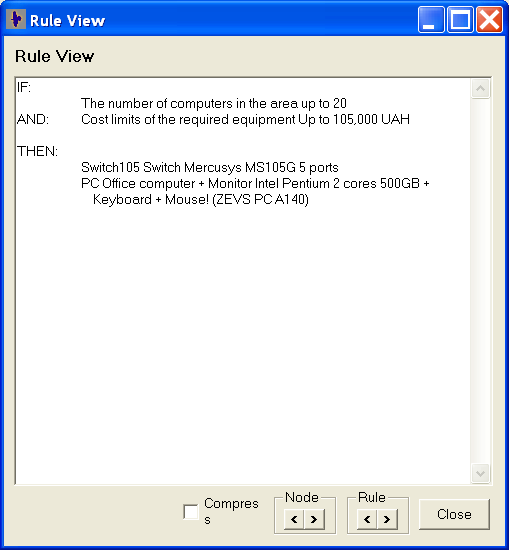 Rule View
Rule View
IF:
The number of computers in the area up to 20
AND: Cost limits of the required equipment Up to 105,000 UAH
THEN:
Switch105 Switch Mercusys MS105G 5 ports
PC Office computer + Monitor Intel Pentium 2 cores 500GB +
Keyboard + Mouse! (ZEVS PC A140)
Compres
s
Node
< >
Rule
< >
Close